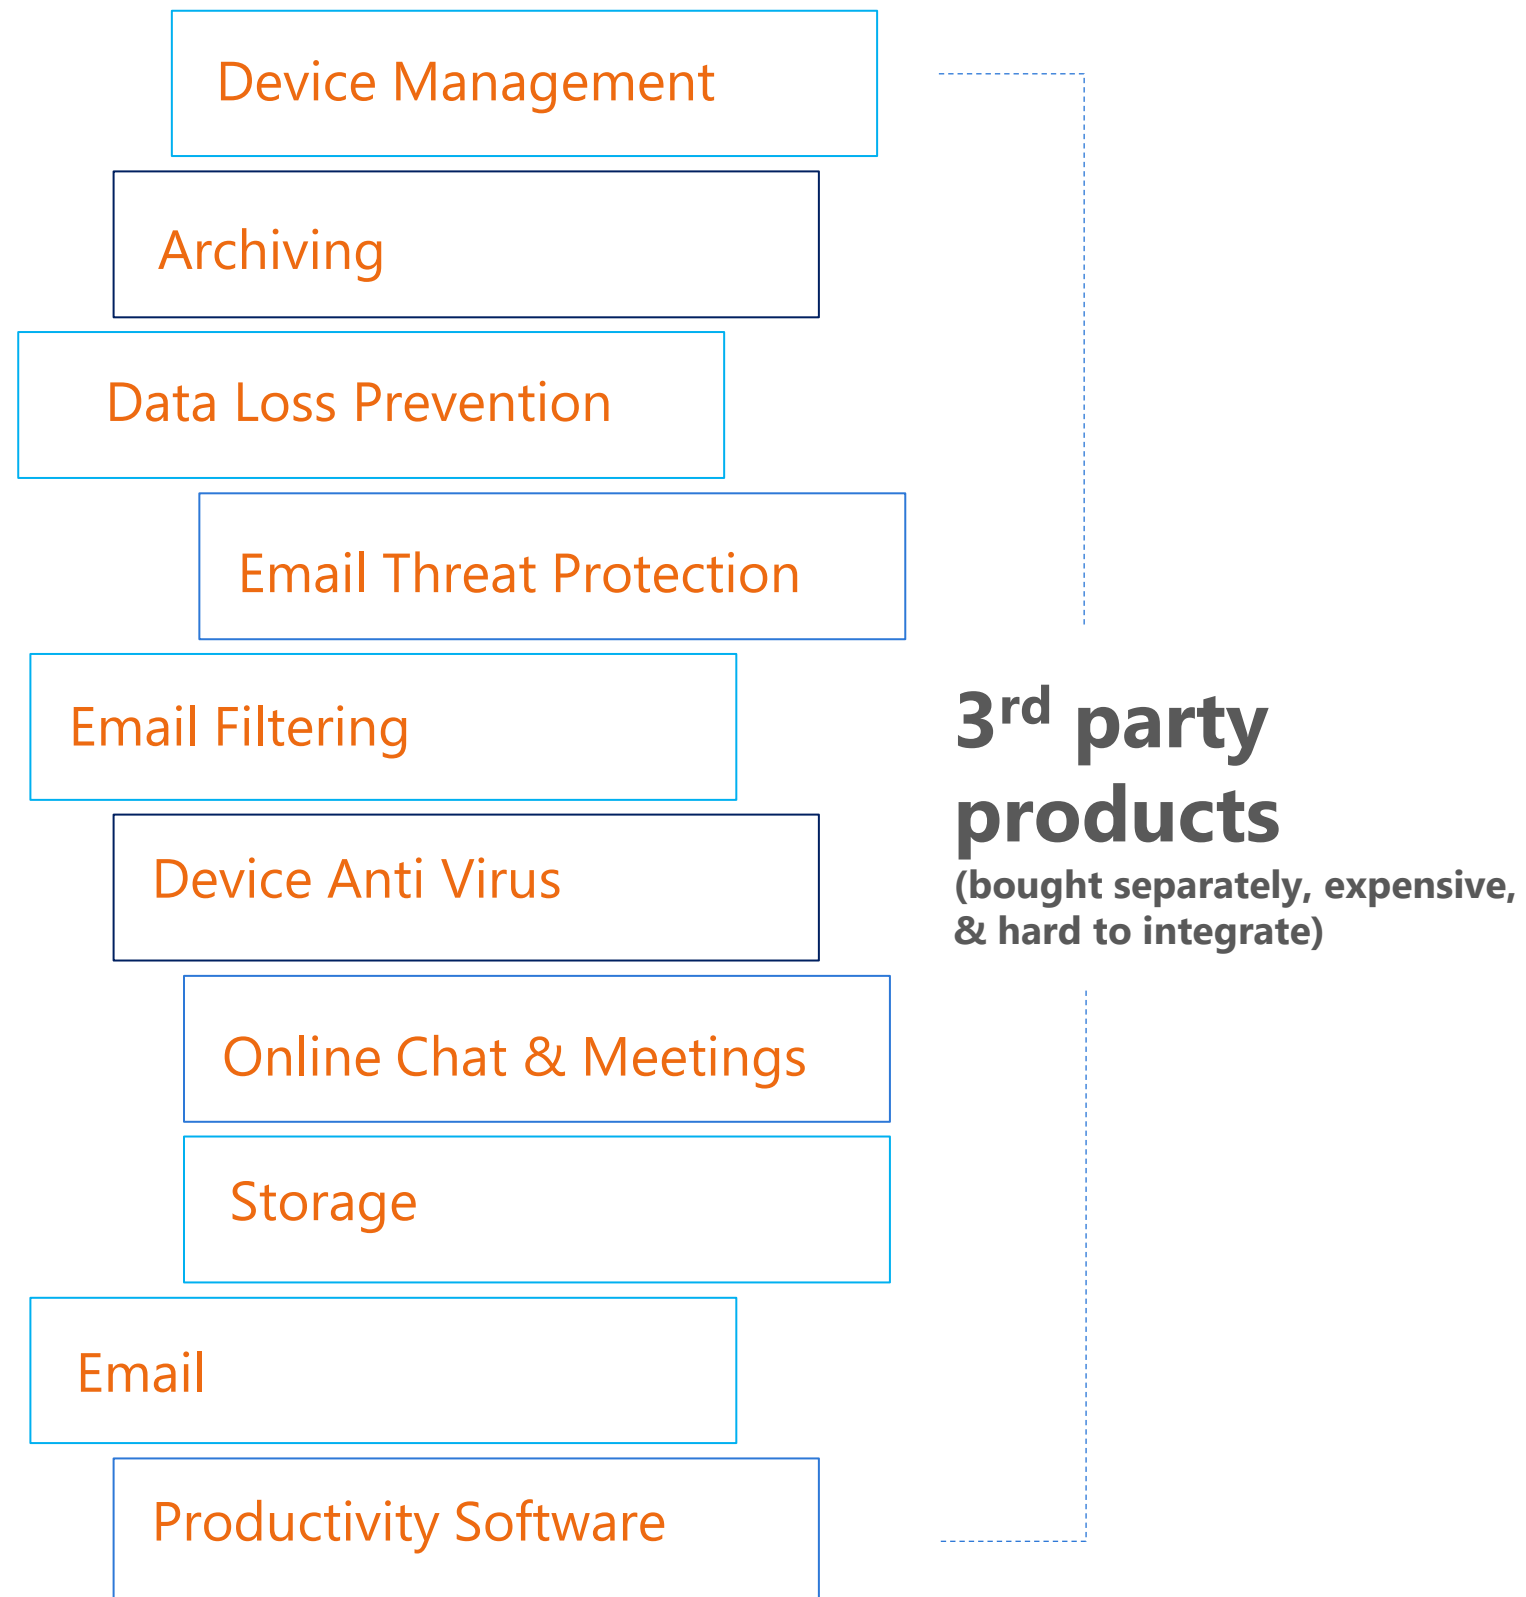 Device Management
Archiving
Data Loss Prevention
Email Threat Protection
Email Filtering
Device Anti Virus
Online Chat & Meetings
Storage
Email
Productivity Software
3rd party
products
(bought separately, expensive,
& hard to integrate)